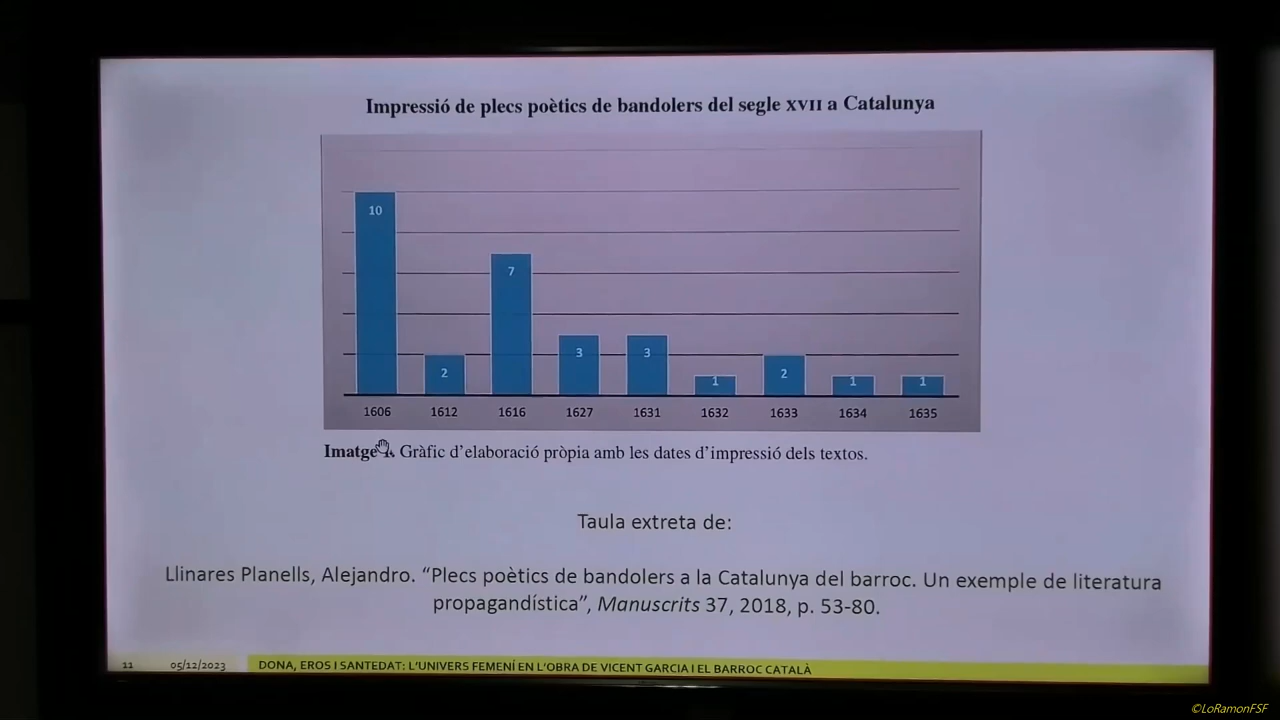 Impressió de plecs poètics de bandolers del segle XVII a Catalunya
10
2
7
3
3
1
2
1
1
1606 1612 1616 1627 1631 1632 1633 1634 1635
Imatge Gràfic d'elaboració pròpia amb les dates d'impressió dels textos.
Taula extreta de:
Llinares Planells, Alejandro. “Plecs poètics de bandolers a la Catalunya del barroc. Un exemple de literatura
propagandística”, Manuscrits 37, 2018, p. 53-80.
11 05/12/2023 DONA, EROS I SANTEDAT: L'UNIVERS FEMENÍ EN L'OBRA DE VICENT GARCIA I EL BARROC CATALÀ
©LoRamonFSF